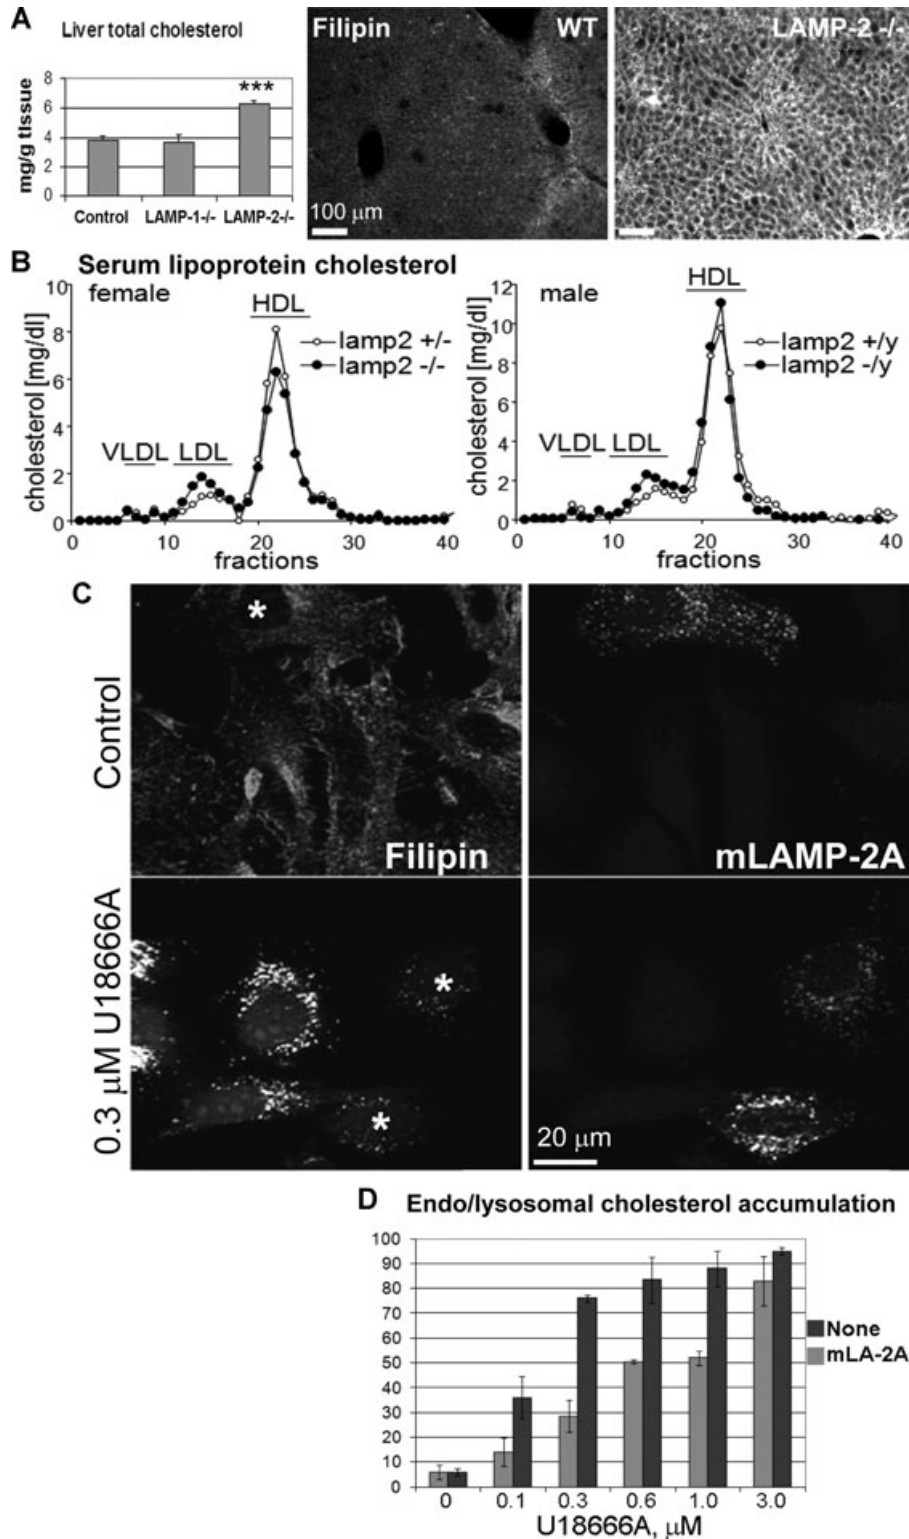 A
Liver total cholesterol
mg/g tissue
8
6
4
2
0
***
Control LAMP-1-/- LAMP-2-/-
Filipin WT
100 µm
LAMP-2 -/-
B
Serum lipoprotein cholesterol
female
cholesterol [mg/dl]
10
8
6
4
2
0
VLDL LDL HDL
lamp2 +/-
lamp2 -/-
0 10 20 30 40
fractions
male
cholesterol [mg/dl]
12
10
8
6
4
2
0
VLDL LDL HDL
lamp2 +/y
lamp2 -/y
0 10 20 30 40
fractions
C
Control
*
Filipin
mLAMP-2A
0.3 µM U18666A
*
*
20 µm
D
Endo/lysosomal cholesterol accumulation
100
90
80
70
60
50
40
30
20
10
0
None
mLA-2A
0 0.1 0.3 0.6 1.0 3.0
U18666A, µM